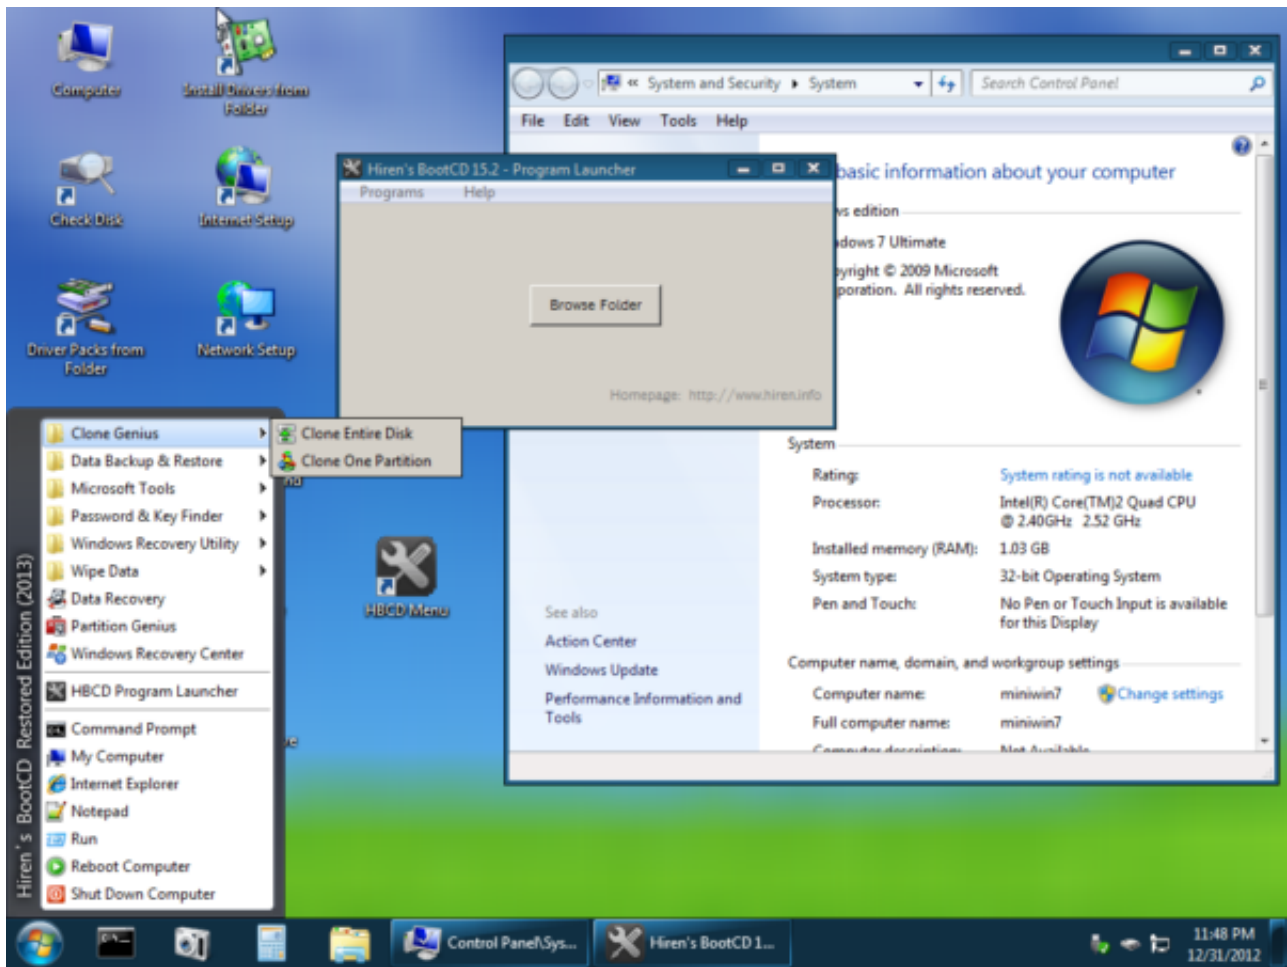 Computer
Install Drivers from
Folder
Check Disk
Internet Setup
Driver Packs from
Folder
Network Setup
HBCD Menu
System and Security
System
Search Control Panel
File Edit View Tools Help
basic information about your computer
edition
dows 7 Ultimate
yright © 2009 Microsoft
poration. All rights reserved.
System
Rating: System rating is not available
Processor: Intel(R) Core(TM)2 Quad CPU
@ 2.40GHz 2.52 GHz
Installed memory (RAM): 1.03 GB
System type: 32-bit Operating System
Pen and Touch: No Pen or Touch Input is available
for this Display
Computer name, domain, and workgroup settings
Computer name: miniwin7 Change settings
Full computer name: miniwin7
Computer description: Not Available
See also
Action Center
Windows Update
Performance Information and
Tools
Hiren's BootCD 15.2 - Program Launcher
Programs Help
Browse Folder
Homepage: http://www.hiren.info
Clone Genius
Clone Entire Disk
Clone One Partition
Data Backup & Restore
Microsoft Tools
Password & Key Finder
Windows Recovery Utility
Wipe Data
Data Recovery
Partition Genius
Windows Recovery Center
HBCD Program Launcher
Command Prompt
My Computer
Internet Explorer
Notepad
Run
Reboot Computer
Shut Down Computer
Hiren´s BootCD Restored Edition (2013)
Control Panel\Sys...
Hiren's BootCD 1...
11:48 PM
12/31/2012